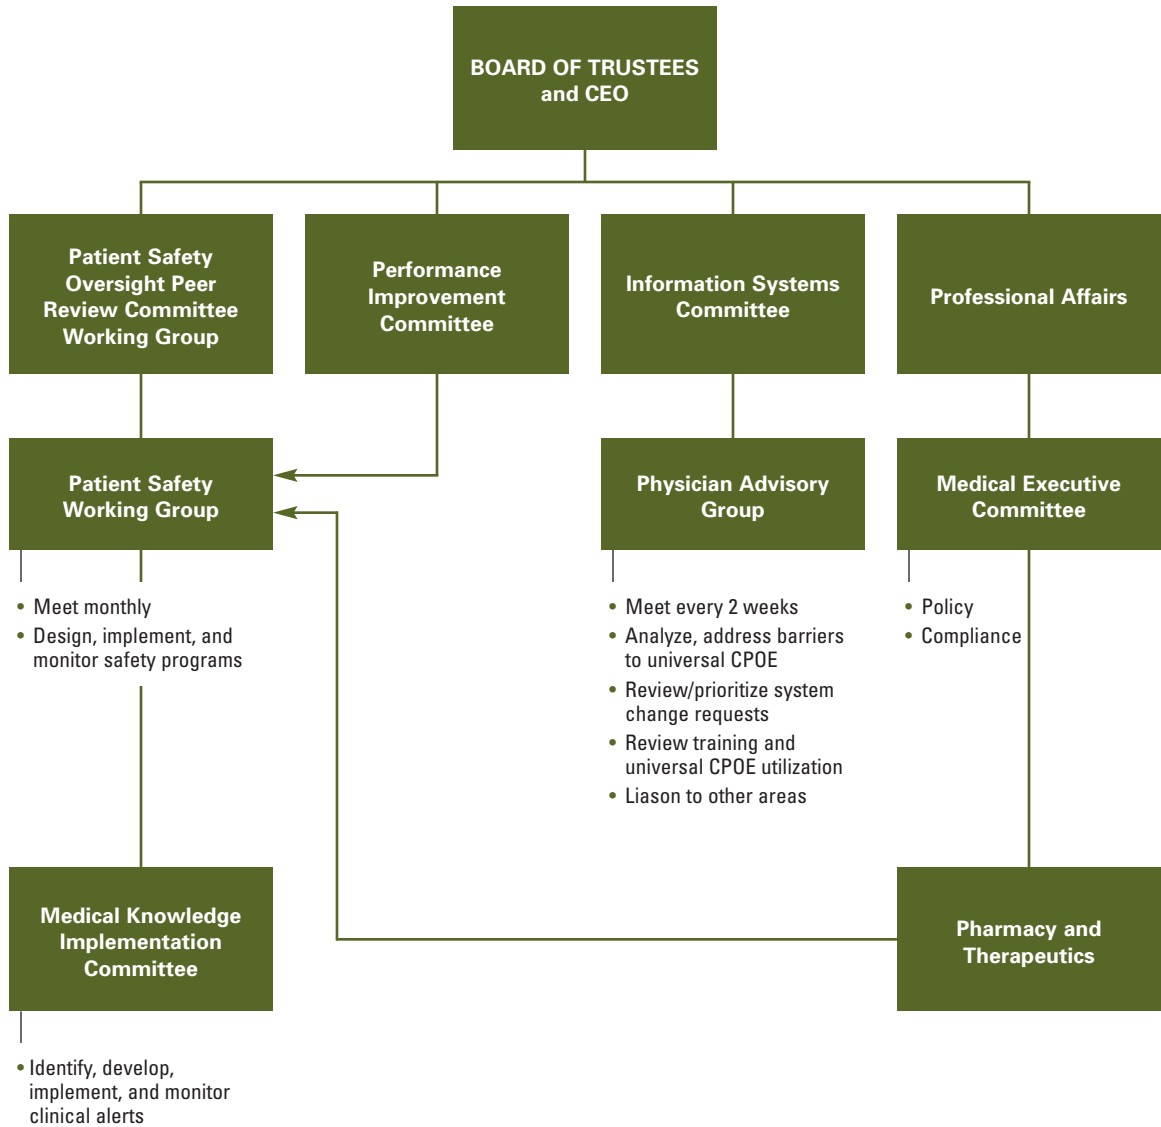 BOARD OF TRUSTEES
and CEO
Patient Safety
Oversight Peer
Review Committee
Working Group
Performance
Improvement
Committee
Information Systems
Committee
Professional Affairs
Patient Safety
Working Group
Physician Advisory
Group
Medical Executive
Committee
• Meet monthly
• Design, implement, and
monitor safety programs
• Meet every 2 weeks
• Analyze, address barriers
to universal CPOE
• Review/prioritize system
change requests
• Review training and
universal CPOE utilization
• Liason to other areas
• Policy
• Compliance
Medical Knowledge
Implementation
Committee
Pharmacy and
Therapeutics
• Identify, develop,
implement, and monitor
clinical alerts